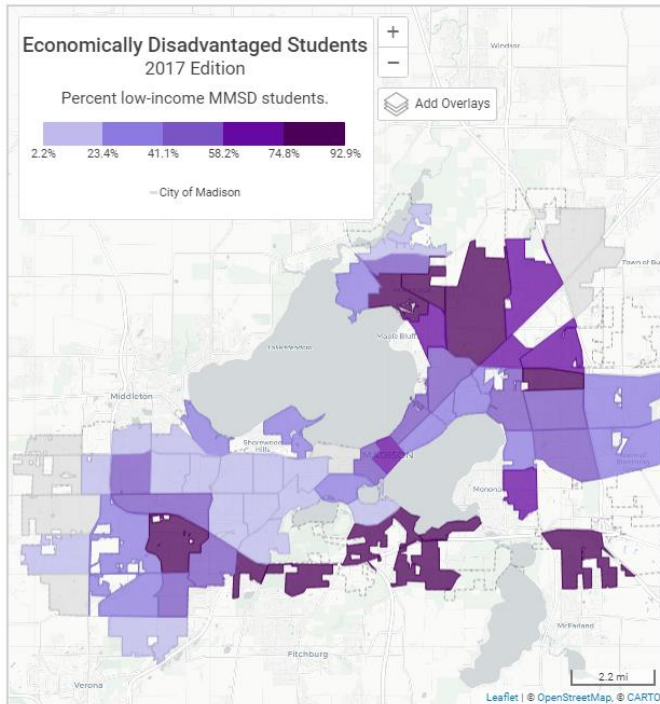 Economically Disadvantaged Students
2017 Edition
Percent low-income MMSD students.
2.2% 23.4% 41.1% 58.2% 74.8% 92.9%
City of Madison
+
−
Add Overlays
Windsor
Town of Bu
Maple Bluff
Lake Mendota
Middleton
Shorewood
Hills
MADISON
Monona
McFarland
Fitchburg
Verona
2.2 mi
Leaflet | © OpenStreetMap, © CARTO